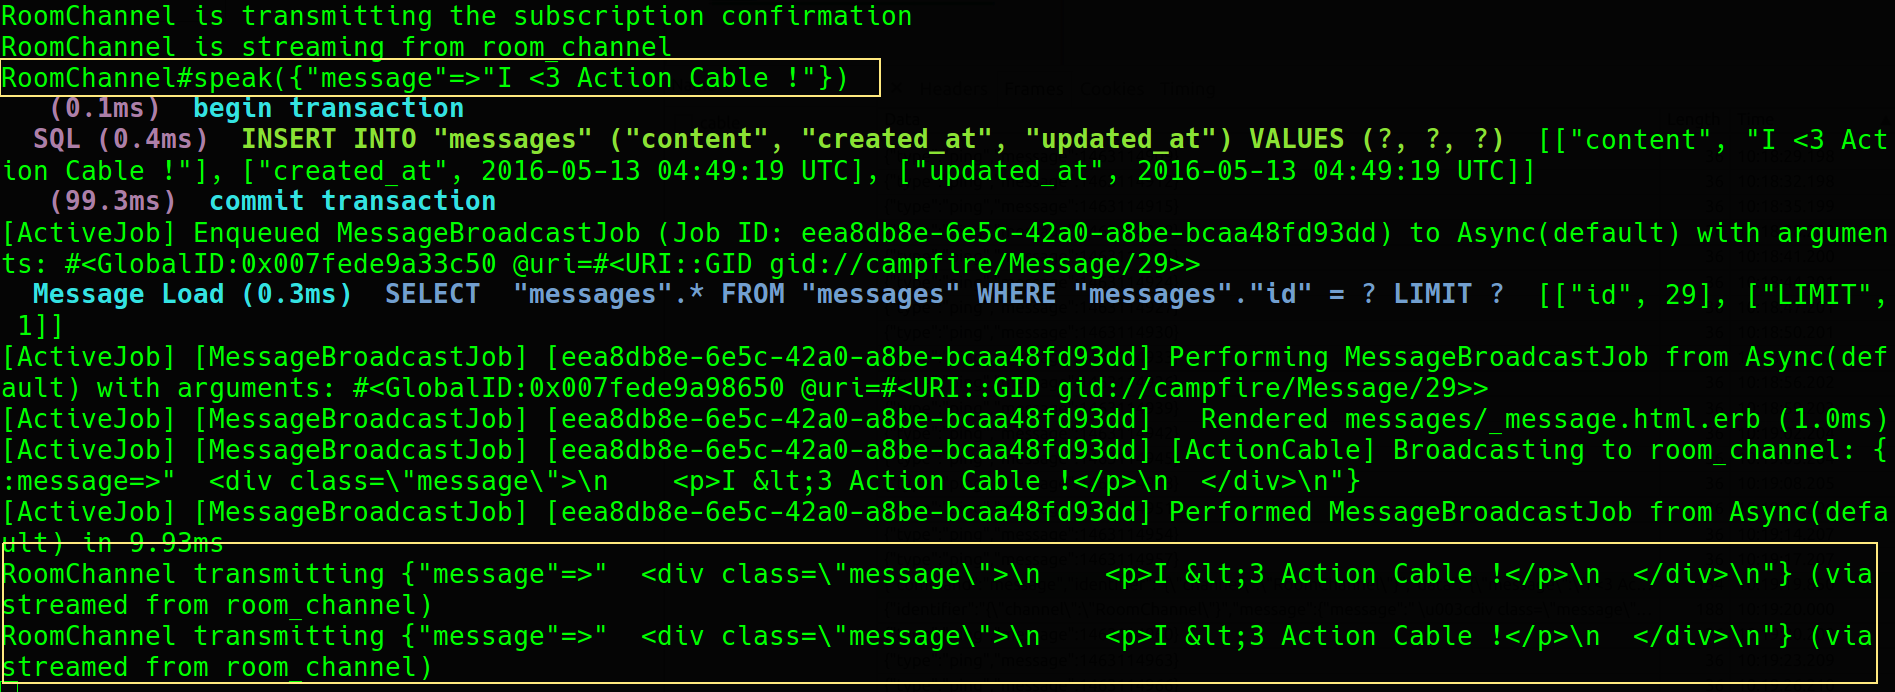 RoomChannel is transmitting the subscription confirmation
RoomChannel is streaming from room_channel
RoomChannel#speak({"message"=>"I <3 Action Cable !"})
   (0.1ms)  begin transaction
  SQL (0.4ms)  INSERT INTO "messages" ("content", "created_at", "updated_at") VALUES (?, ?, ?)  [["content", "I <3 Act
ion Cable !"], ["created_at", 2016-05-13 04:49:19 UTC], ["updated_at", 2016-05-13 04:49:19 UTC]]
   (99.3ms)  commit transaction
[ActiveJob] Enqueued MessageBroadcastJob (Job ID: eea8db8e-6e5c-42a0-a8be-bcaa48fd93dd) to Async(default) with argumen
ts: #<GlobalID:0x007fede9a33c50 @uri=#<URI::GID gid://campfire/Message/29>>
  Message Load (0.3ms)  SELECT  "messages".* FROM "messages" WHERE "messages"."id" = ? LIMIT ?  [["id", 29], ["LIMIT",
 1]]
[ActiveJob] [MessageBroadcastJob] [eea8db8e-6e5c-42a0-a8be-bcaa48fd93dd] Performing MessageBroadcastJob from Async(def
ault) with arguments: #<GlobalID:0x007fede9a98650 @uri=#<URI::GID gid://campfire/Message/29>>
[ActiveJob] [MessageBroadcastJob] [eea8db8e-6e5c-42a0-a8be-bcaa48fd93dd]   Rendered messages/_message.html.erb (1.0ms)
[ActiveJob] [MessageBroadcastJob] [eea8db8e-6e5c-42a0-a8be-bcaa48fd93dd] [ActionCable] Broadcasting to room_channel: {
:message=>"  <div class=\"message\">\n    <p>I &lt;3 Action Cable !</p>\n  </div>\n"}
[ActiveJob] [MessageBroadcastJob] [eea8db8e-6e5c-42a0-a8be-bcaa48fd93dd] Performed MessageBroadcastJob from Async(defa
ult) in 9.93ms
RoomChannel transmitting {"message"=>"  <div class=\"message\">\n    <p>I &lt;3 Action Cable !</p>\n  </div>\n"} (via
streamed from room_channel)
RoomChannel transmitting {"message"=>"  <div class=\"message\">\n    <p>I &lt;3 Action Cable !</p>\n  </div>\n"} (via
streamed from room_channel)